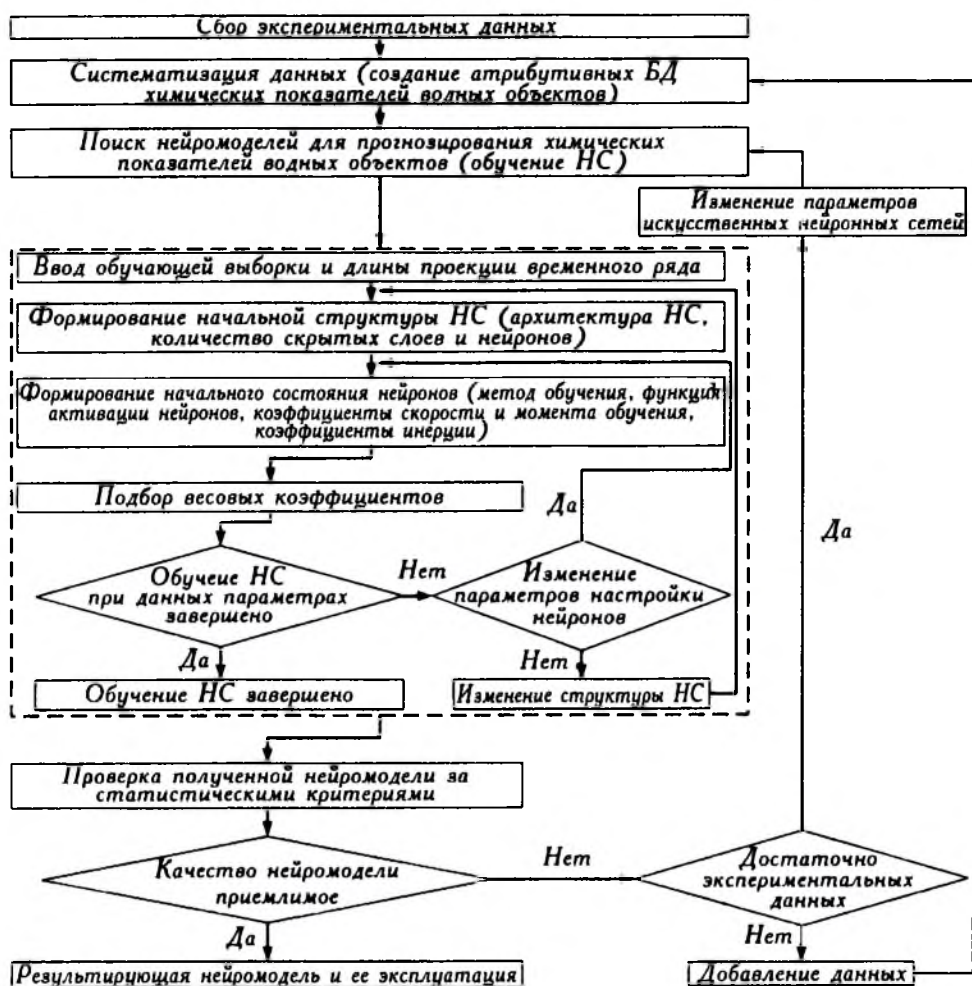 Сбор экспериментальных данных
Систематизация данных (создание атрибутивных БД
химических показателей водных объектов)
Поиск нейромоделей для прогнозирования химических
показателей водных объектов (обучение НС)
Изменение параметров
искусственных нейронных сетей
Ввод обучающей выборки и длины проекции временного ряда
Формирование начальной структуры НС (архитектура НС,
количество скрытых слоев и нейронов)
Формирование начального состояния нейронов (метод обучения, функция
активации нейронов, коэффициенты скорости и момента обучения,
коэффициенты инерции)
Подбор весовых коэффициентов
Да
Да
Обучеие НС
при данных параметрах
завершено
Нет
Изменение
параметров настройки
нейронов
Да
Нет
Обучение НС завершено
Изменение структуры НС
Проверка полученной нейромодели за
статистическими критериями
Качество нейромодели
приемлимое
Нет
Достаточно
экспериментальных
данных
Да
Нет
Результирующая нейромодель и ее эксплуатация
Добавление данных